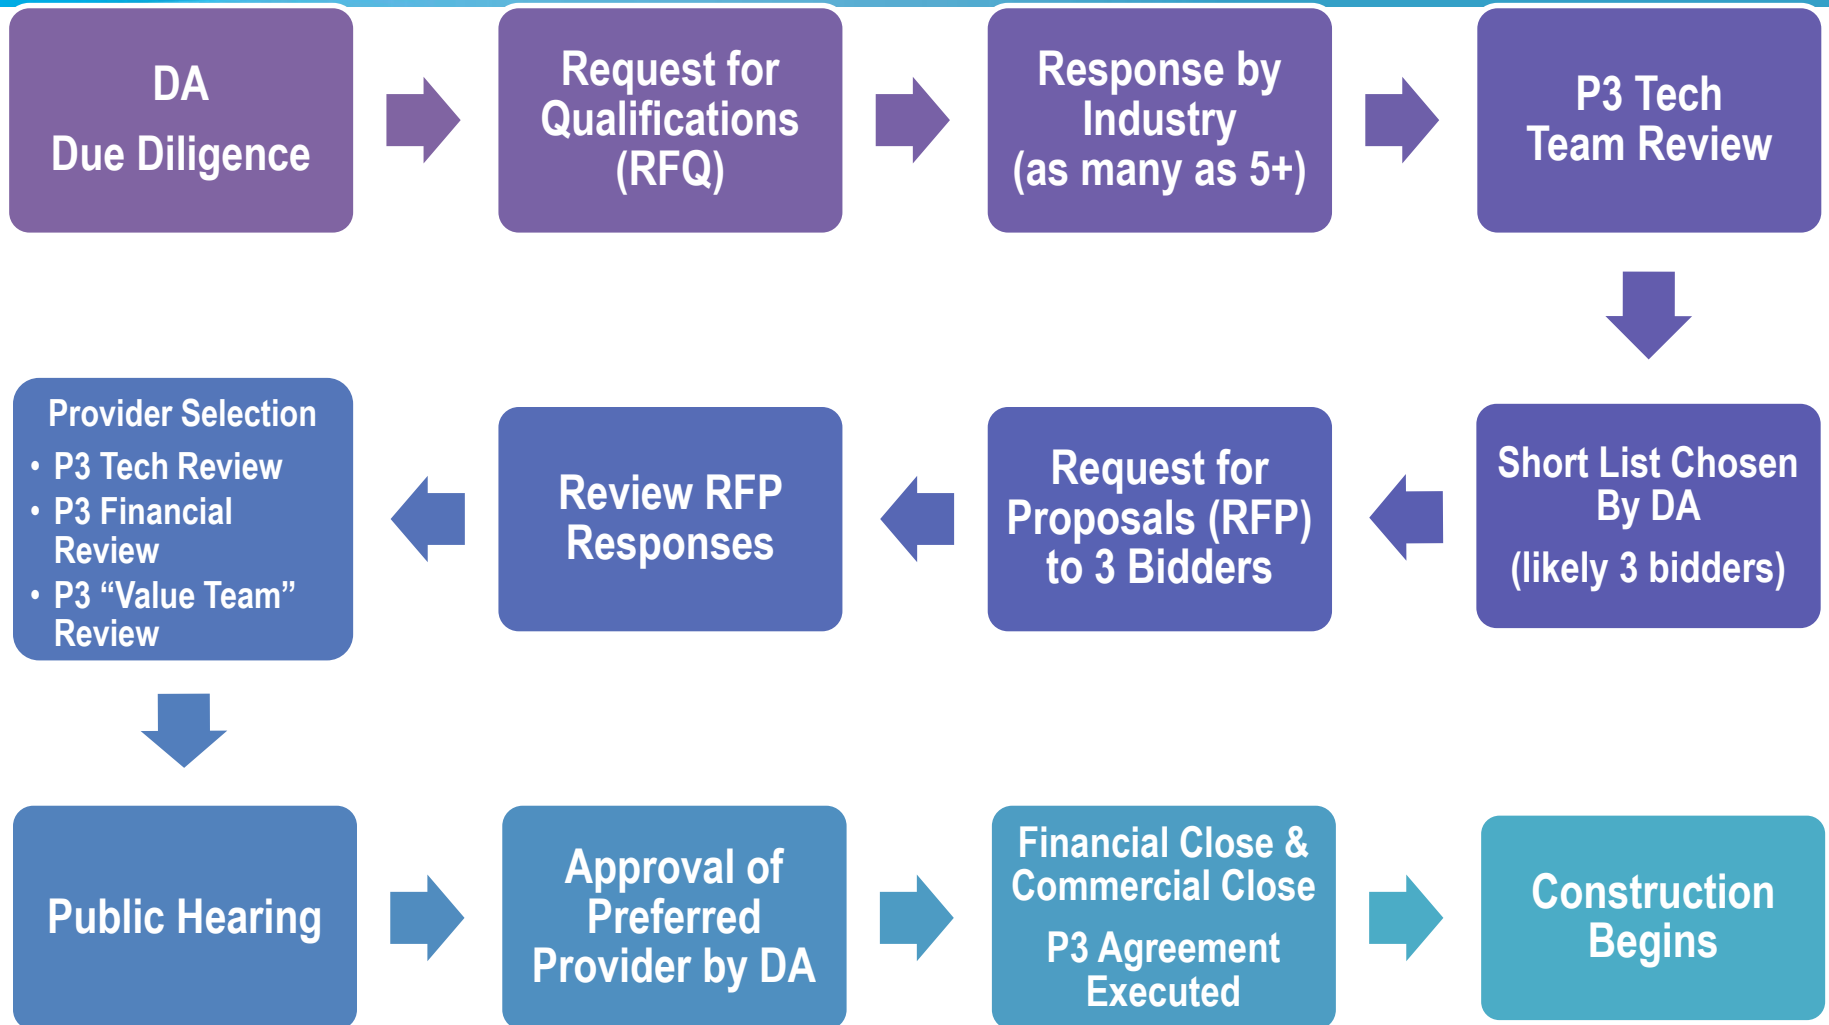 DA
Due Diligence
Request for
Qualifications
(RFQ)
Response by
Industry
(as many as 5+)
P3 Tech
Team Review
Short List Chosen
By DA
(likely 3 bidders)
Request for
Proposals (RFP)
to 3 Bidders
Review RFP
Responses
Provider Selection
• P3 Tech Review
• P3 Financial
Review
• P3 “Value Team”
Review
Public Hearing
Approval of
Preferred
Provider by DA
Financial Close &
Commercial Close
P3 Agreement
Executed
Construction
Begins